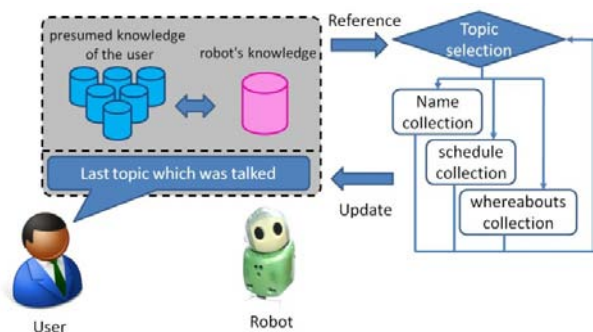 presumed knowledge
of the user
robot's knowledge
Last topic which was talked
User
Robot
Reference
Update
Topic
selection
Name
collection
schedule
collection
whereabouts
collection